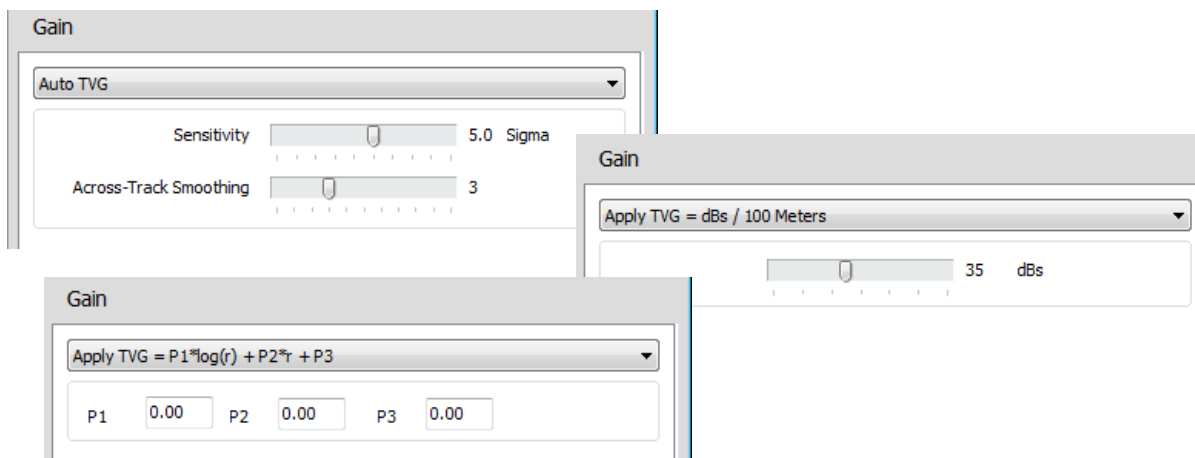 Gain
Auto TVG
Sensitivity 5.0 Sigma
Across-Track Smoothing 3
Gain
Apply TVG = dBs / 100 Meters
35 dBs
Gain
Apply TVG = P1*log(r) + P2*r + P3
P1 0.00 P2 0.00 P3 0.00